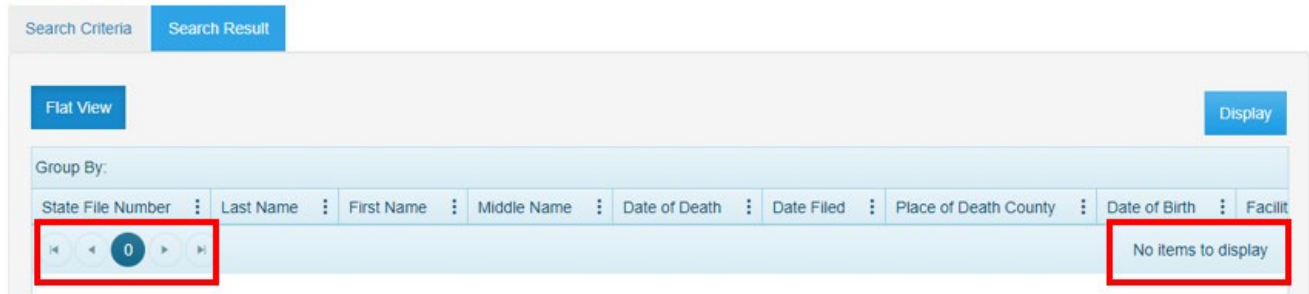 Search Criteria Search Result
Flat View Display
Group By:
State File Number Last Name First Name Middle Name Date of Death Date Filed Place of Death County Date of Birth Facilit
0 No items to display